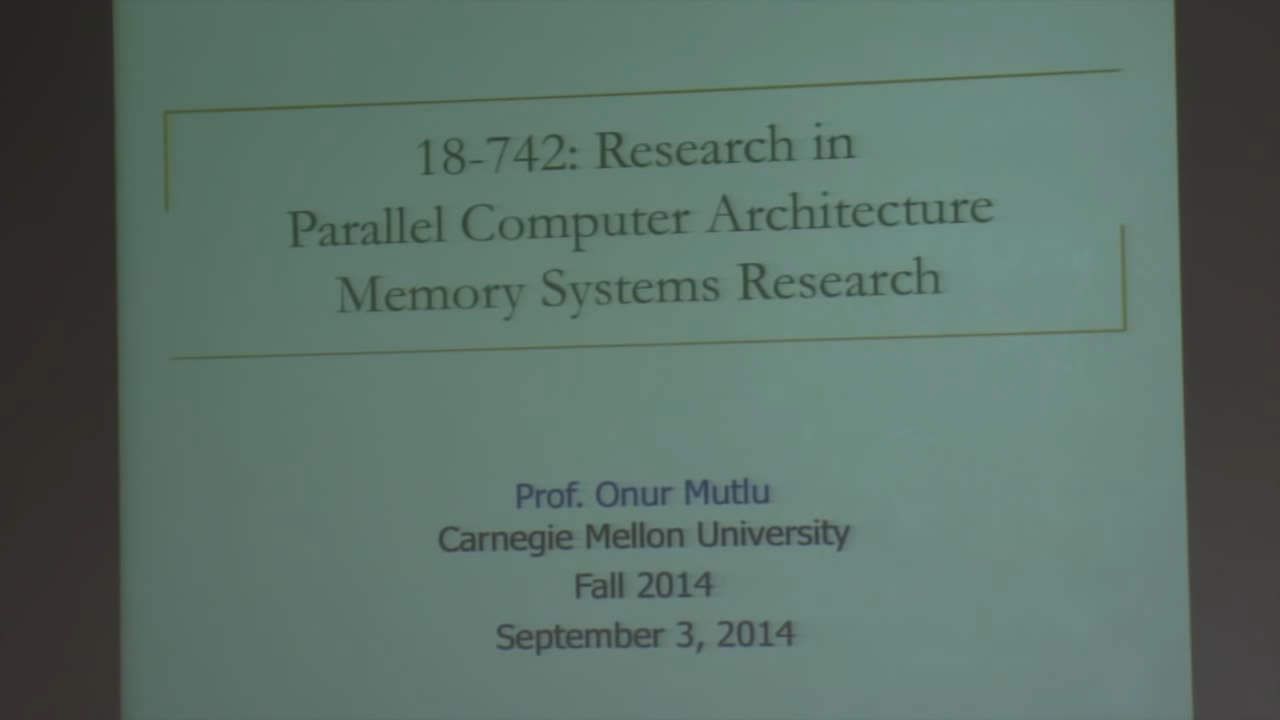 18-742: Research in
Parallel Computer Architecture
Memory Systems Research
Prof. Onur Mutlu
Carnegie Mellon University
Fall 2014
September 3, 2014